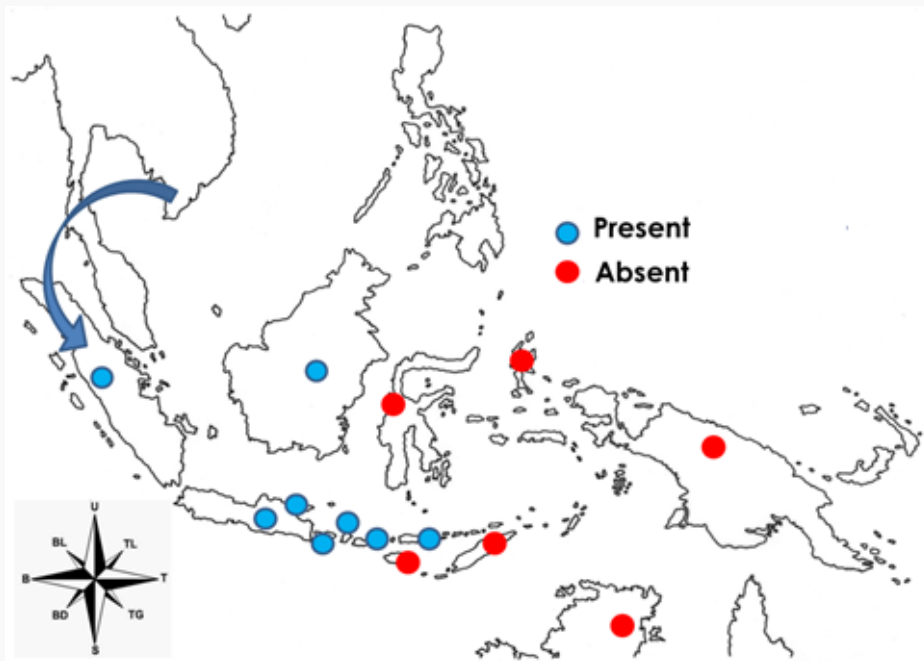 Present
Absent
U
BL TL
B T
BD TG
S